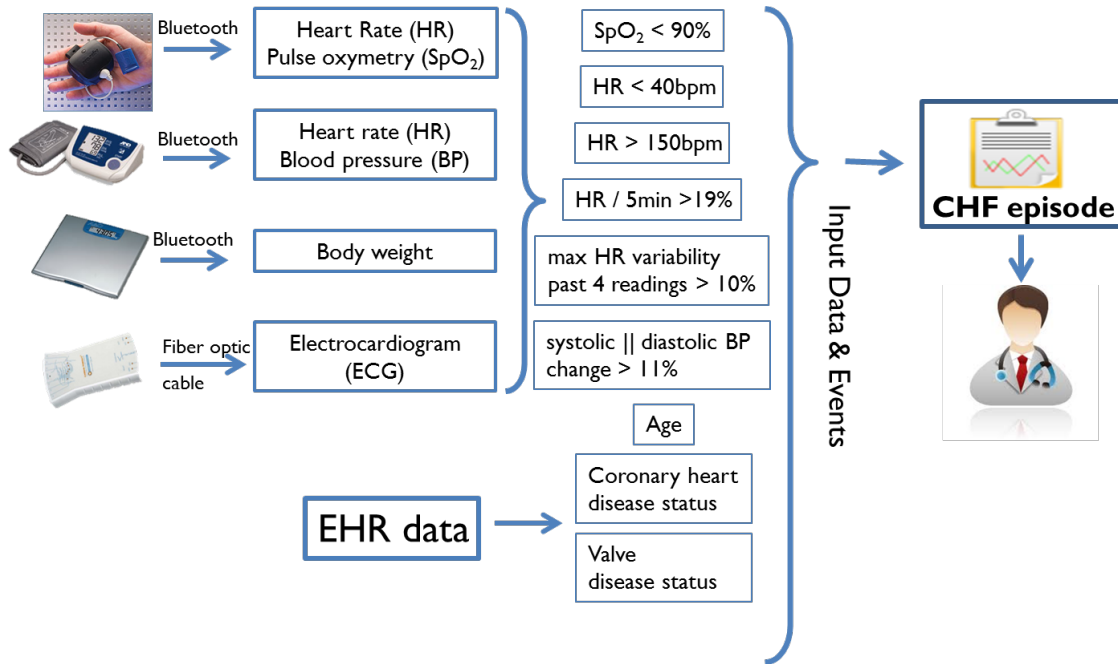 Bluetooth
Heart Rate (HR)
Pulse oxymetry (SpO₂)
Bluetooth
Heart rate (HR)
Blood pressure (BP)
Bluetooth
Body weight
Fiber optic
cable
Electrocardiogram
(ECG)
EHR data
SpO₂ < 90%
HR < 40bpm
HR > 150bpm
HR / 5min >19%
max HR variability
past 4 readings > 10%
systolic || diastolic BP
change > 11%
Age
Coronary heart
disease status
Valve
disease status
Input Data & Events
CHF episode